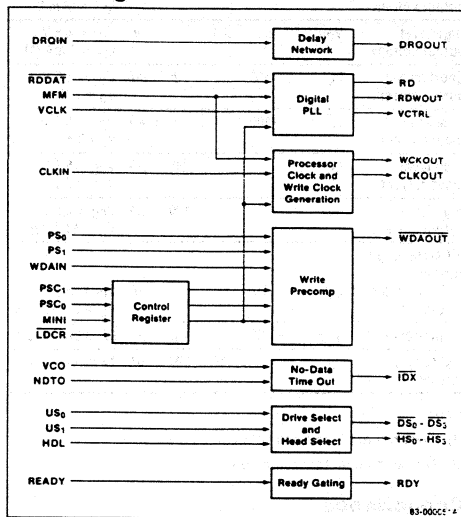 DRQIN
Delay
Network
DRQOUT
RDDAT
MFM
VCLK
Digital
PLL
RD
RDWOUT
VCTRL
CLKIN
Processor
Clock and
Write Clock
Generation
WCKOUT
CLKOUT
PS0
PS1
WDAIN
Write
Precomp
WDAOUT
PSC1
PSC0
MINI
LDCR
Control
Register
VCO
NDTO
No-Data
Time Out
IDX
US0
US1
HDL
Drive Select
and
Head Select
DS0 - DS3
HS0 - HS3
READY
Ready Gating
RDY